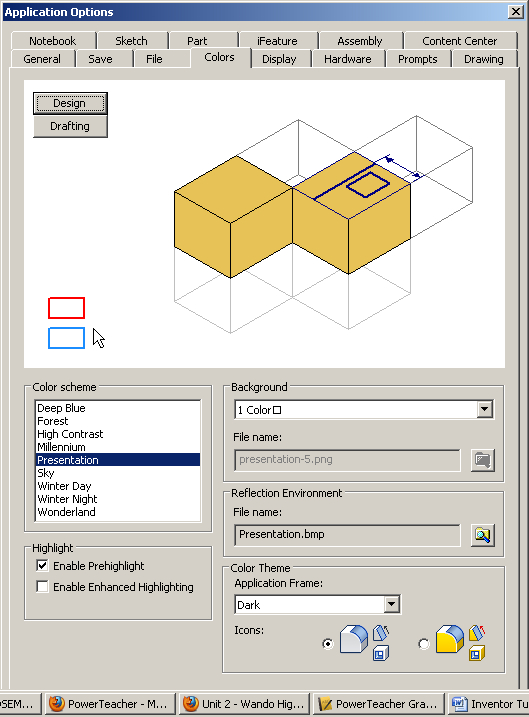 Application Options
Notebook Sketch Part iFeature Assembly Content Center
General Save File Colors Display Hardware Prompts Drawing
Design
Drafting
Color scheme
Deep Blue
Forest
High Contrast
Millennium
Presentation
Sky
Winter Day
Winter Night
Wonderland
Highlight
Enable Prehighlight
Enable Enhanced Highlighting
Background
1 Color
File name:
presentation-5.png
Reflection Environment
File name:
Presentation.bmp
Color Theme
Application Frame:
Dark
Icons:
OSEM... PowerTeacher - M... Unit 2 - Wando Hig... PowerTeacher Gra... Inventor Tu